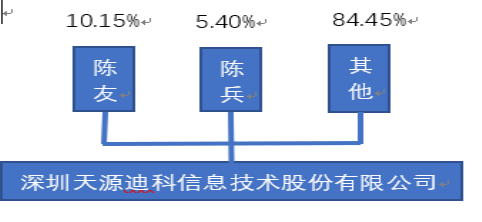 10.15% 5.40% 84.45%
陈友 陈兵 其他
深圳天源迪科信息技术股份有限公司